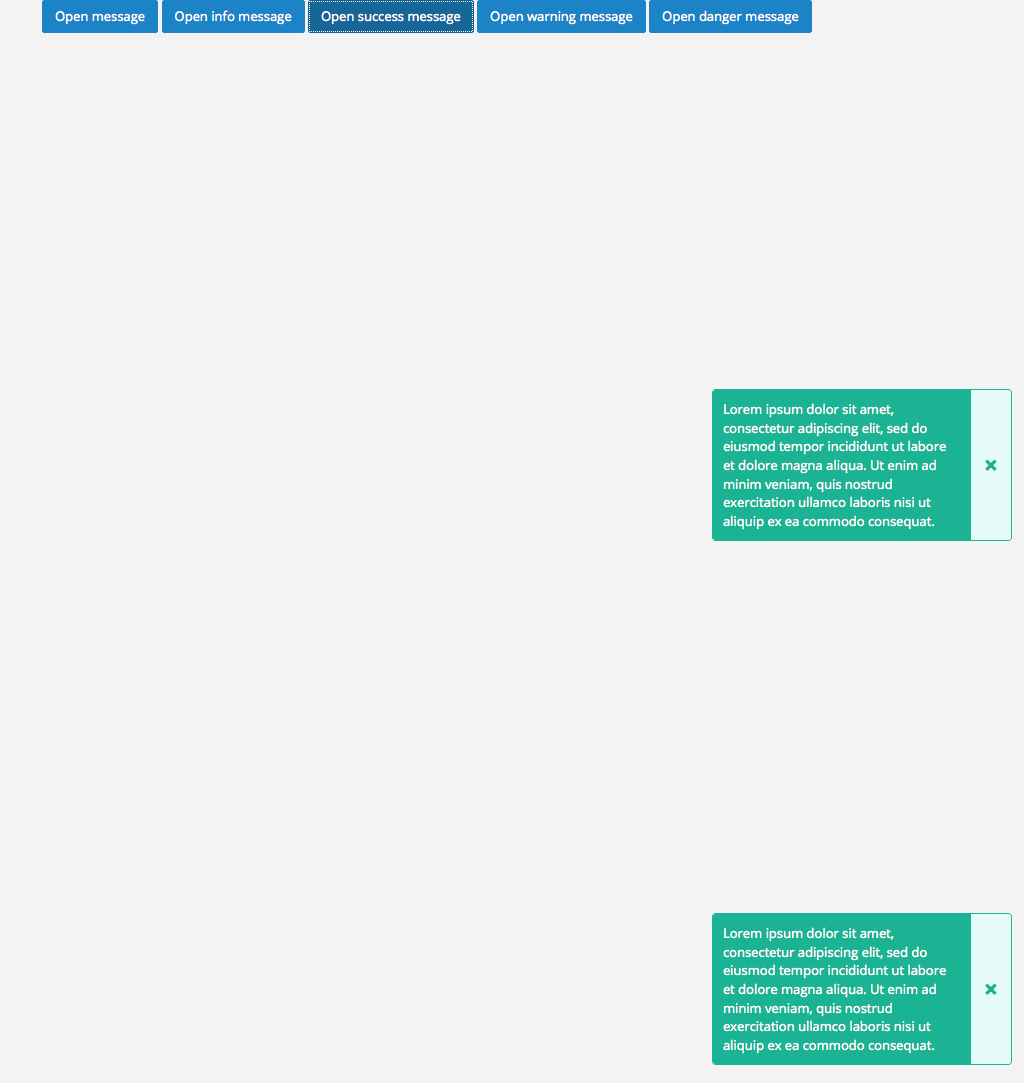 Open message Open info message Open success message Open warning message Open danger message
Lorem ipsum dolor sit amet,
consectetur adipiscing elit, sed do
eiusmod tempor incididunt ut labore
et dolore magna aliqua. Ut enim ad
minim veniam, quis nostrud
exercitation ullamco laboris nisi ut
aliquip ex ea commodo consequat.
Lorem ipsum dolor sit amet,
consectetur adipiscing elit, sed do
eiusmod tempor incididunt ut labore
et dolore magna aliqua. Ut enim ad
minim veniam, quis nostrud
exercitation ullamco laboris nisi ut
aliquip ex ea commodo consequat.